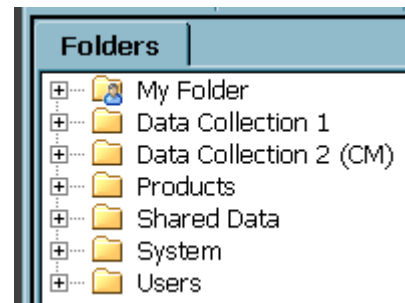 Folders
My Folder
Data Collection 1
Data Collection 2 (CM)
Products
Shared Data
System
Users